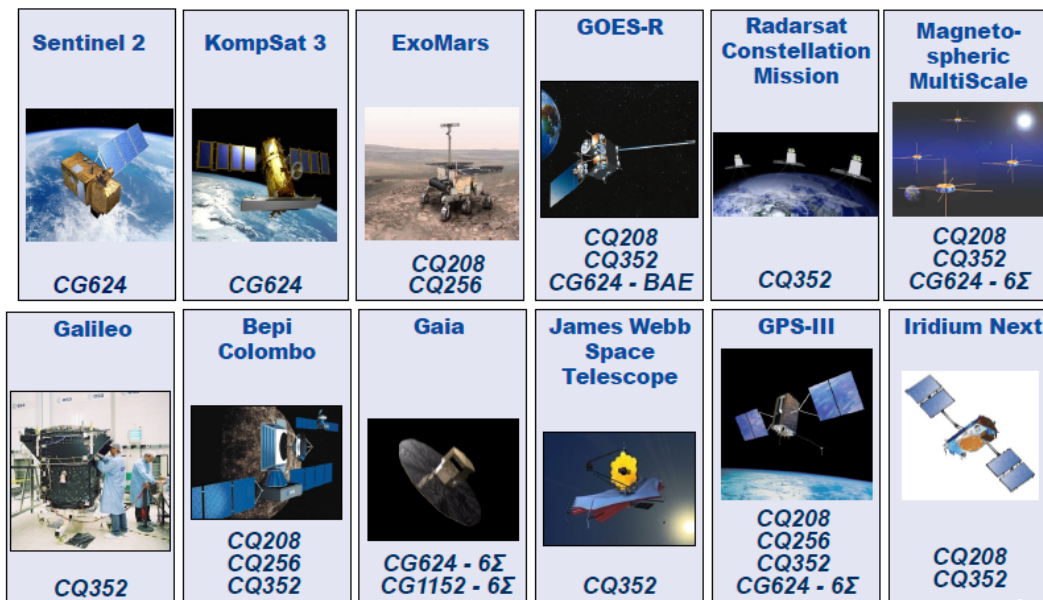 Sentinel 2
CG624
KompSat 3
CG624
ExoMars
CQ208
CQ256
GOES-R
CQ208
CQ352
CG624 - BAE
Radarsat
Constellation
Mission
CQ352
Magneto-
spheric
MultiScale
CQ208
CQ352
CG624 - 6Σ
Galileo
CQ352
Bepi
Colombo
CQ208
CQ256
CQ352
Gaia
CG624 - 6Σ
CG1152 - 6Σ
James Webb
Space
Telescope
CQ352
GPS-III
CQ208
CQ256
CQ352
CG624 - 6Σ
Iridium Next
CQ208
CQ352